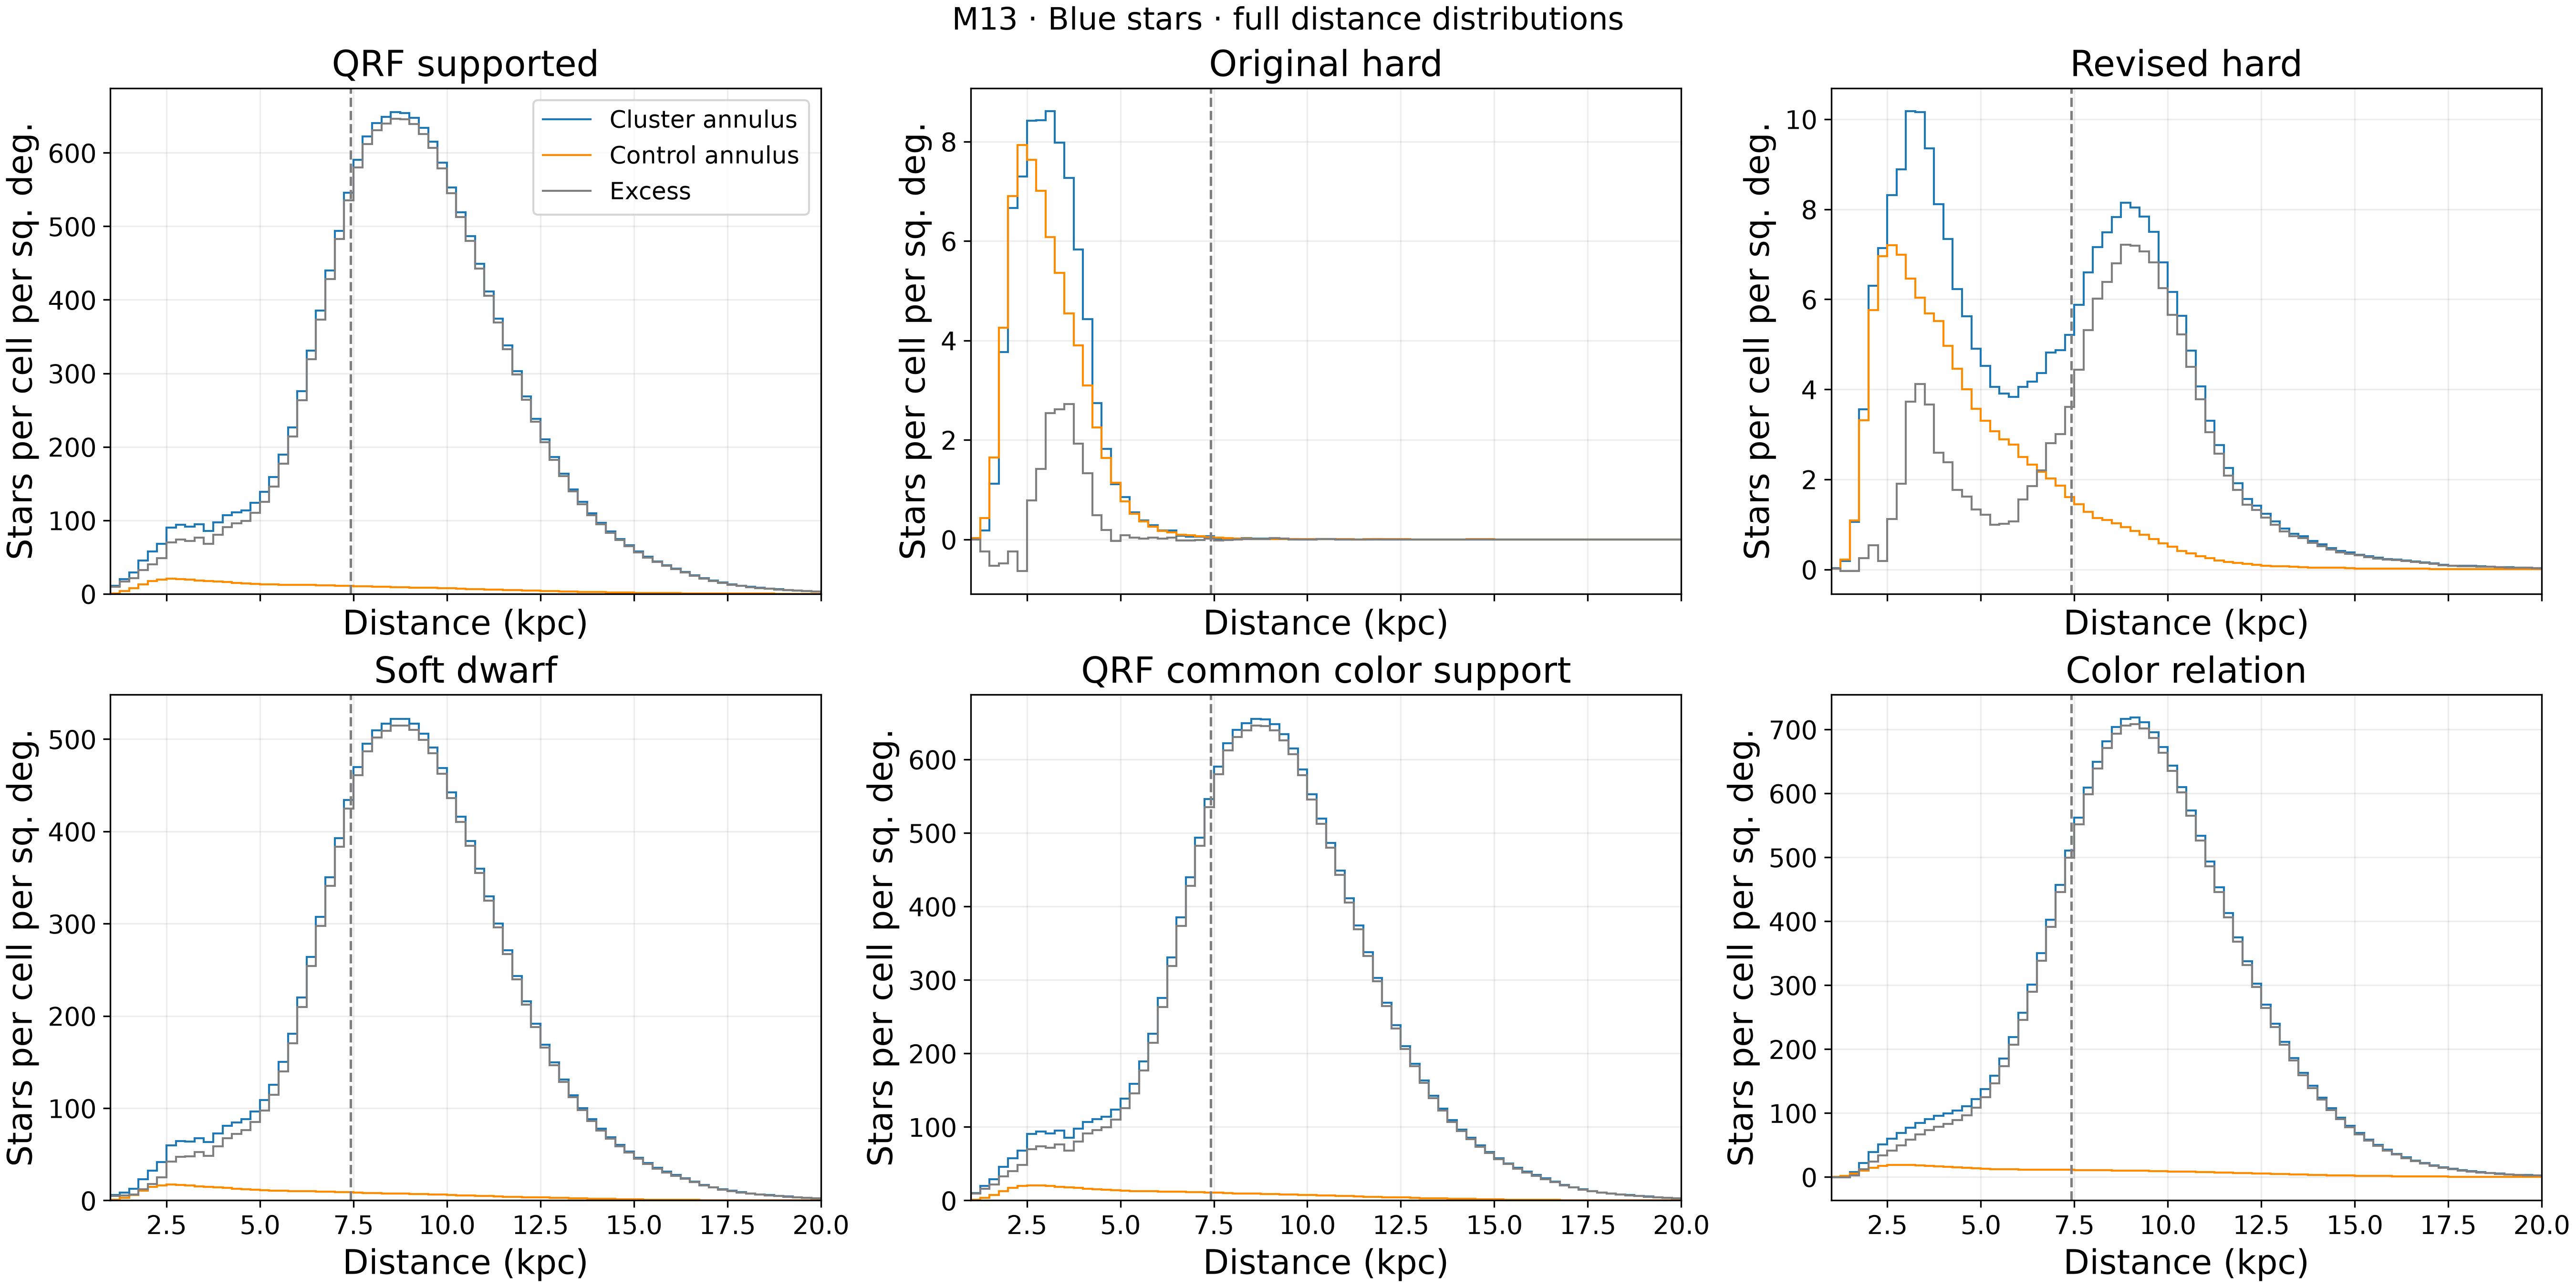 M13 · Blue stars · full distance distributions
QRF supported
Stars per cell per sq. deg.
600
500
400
300
200
100
0
Cluster annulus
Control annulus
Excess
Distance (kpc)
Original hard
Stars per cell per sq. deg.
8
6
4
2
0
Distance (kpc)
Revised hard
Stars per cell per sq. deg.
10
8
6
4
2
0
Distance (kpc)
Soft dwarf
Stars per cell per sq. deg.
500
400
300
200
100
0
2.5 5.0 7.5 10.0 12.5 15.0 17.5 20.0
Distance (kpc)
QRF common color support
Stars per cell per sq. deg.
600
500
400
300
200
100
0
2.5 5.0 7.5 10.0 12.5 15.0 17.5 20.0
Distance (kpc)
Color relation
Stars per cell per sq. deg.
700
600
500
400
300
200
100
0
2.5 5.0 7.5 10.0 12.5 15.0 17.5 20.0
Distance (kpc)